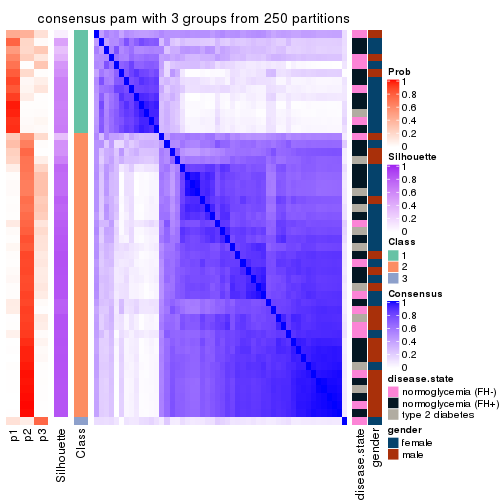 consensus pam with 3 groups from 250 partitions
Prob
1
0.8
0.6
0.4
0.2
0
Silhouette
1
0.8
0.6
0.4
0.2
0
Class
1
2
3
Consensus
1
0.8
0.6
0.4
0.2
0
disease.state
normoglycemia (FH-)
normoglycemia (FH+)
type 2 diabetes
gender
female
male
p1
p2
p3
Silhouette
Class
disease.state
gender